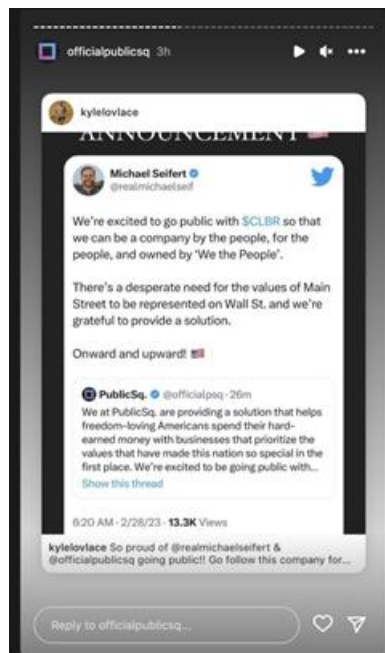 officialpublicsq 3h
kylelovlace
ANNOUNCEMENT 🇺🇸
Michael Seifert
@realmichaelseif
We're excited to go public with $CLBR so that
we can be a company by the people, for the
people, and owned by 'We the People'.
There's a desperate need for the values of Main
Street to be represented on Wall St. and we're
grateful to provide a solution.
Onward and upward! 🇺🇸
PublicSq. @officialpsq · 26m
We at PublicSq. are providing a solution that helps
freedom-loving Americans spend their hard-
earned money with businesses that prioritize the
values that have made this nation so special in the
first place. We're excited to be going public with...
Show this thread
6:20 AM · 2/28/23 · 13.3K Views
kylelovlace So proud of @realmichaelseifert &
@officialpublicsq going public!! Go follow this company for...
Reply to officialpublicsq...